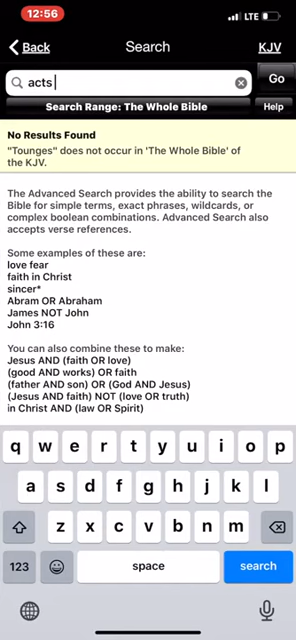 12:56 LTE
Back Search KJV
acts Go
Search Range: The Whole Bible Help
No Results Found
"Tounges" does not occur in 'The Whole Bible' of
the KJV.
The Advanced Search provides the ability to search the
Bible for simple terms, exact phrases, wildcards, or
complex boolean combinations. Advanced Search also
accepts verse references.
Some examples of these are:
love fear
faith in Christ
sincer*
Abram OR Abraham
James NOT John
John 3:16
You can also combine these to make:
Jesus AND (faith OR love)
(good AND works) OR faith
(father AND son) OR (God AND Jesus)
(Jesus AND faith) NOT (love OR truth)
in Christ AND (law OR Spirit)
q w e r t y u i o p
a s d f g h j k l
z x c v b n m
123 space search